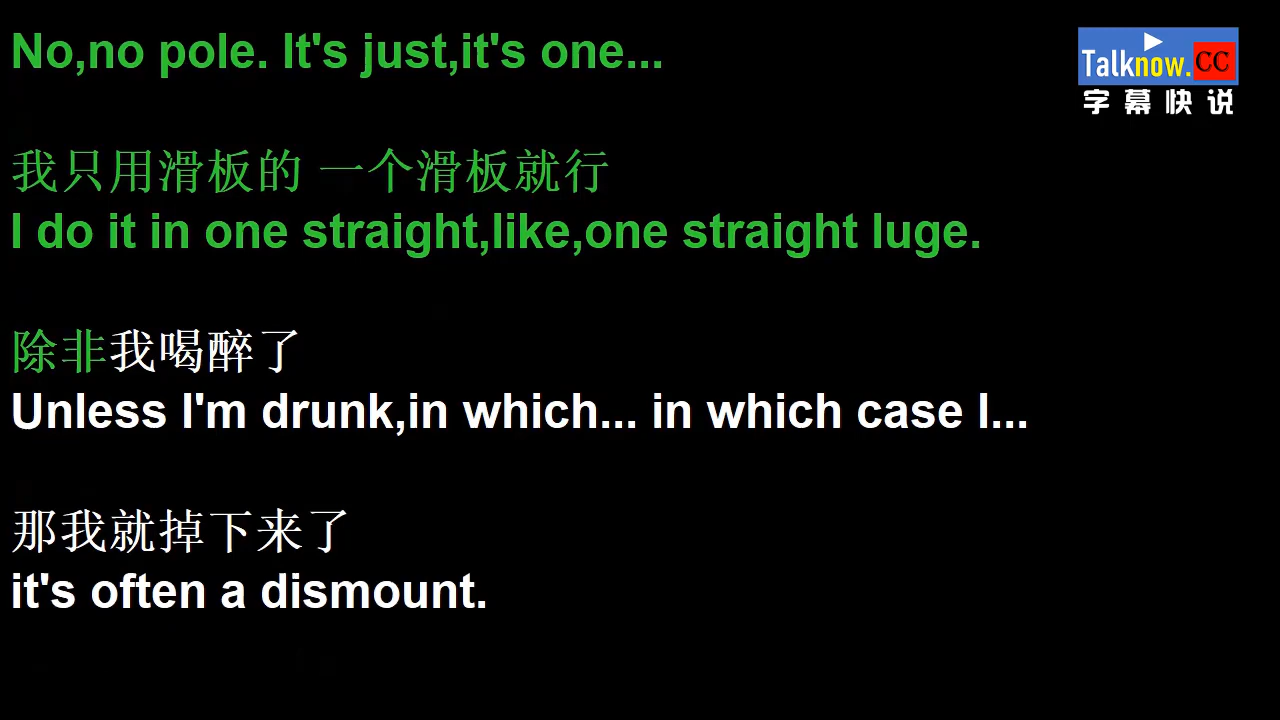 No,no pole. It's just,it's one...
Talknow.CC
字幕快说
我只用滑板的 一个滑板就行
I do it in one straight,like,one straight luge.
除非我喝醉了
Unless I'm drunk,in which... in which case I...
那我就掉下来了
it's often a dismount.